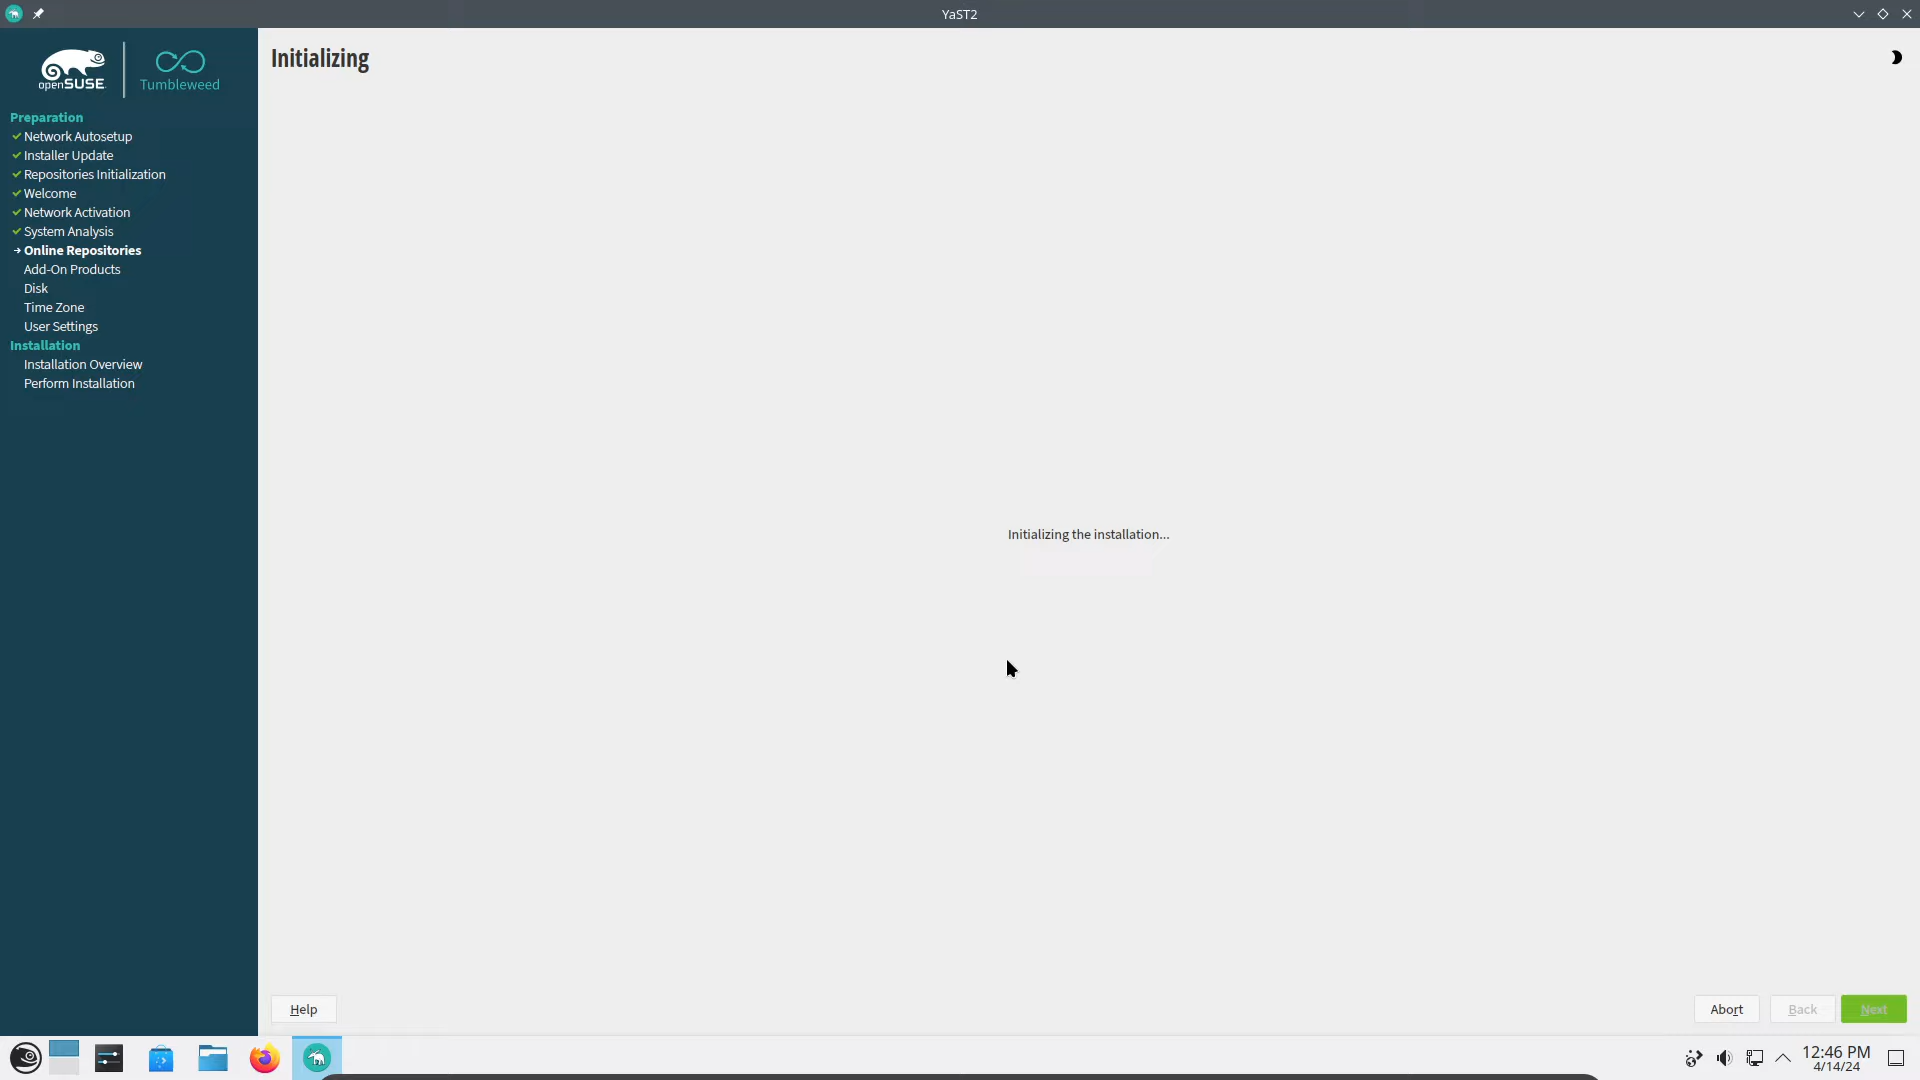 YaST2
openSUSE
Tumbleweed
Initializing
Preparation
Network Autosetup
Installer Update
Repositories Initialization
Welcome
Network Activation
System Analysis
Online Repositories
Add-On Products
Disk
Time Zone
User Settings
Installation
Installation Overview
Perform Installation
Initializing the installation...
Help
Abort
Back
Next
12:46 PM
4/14/24